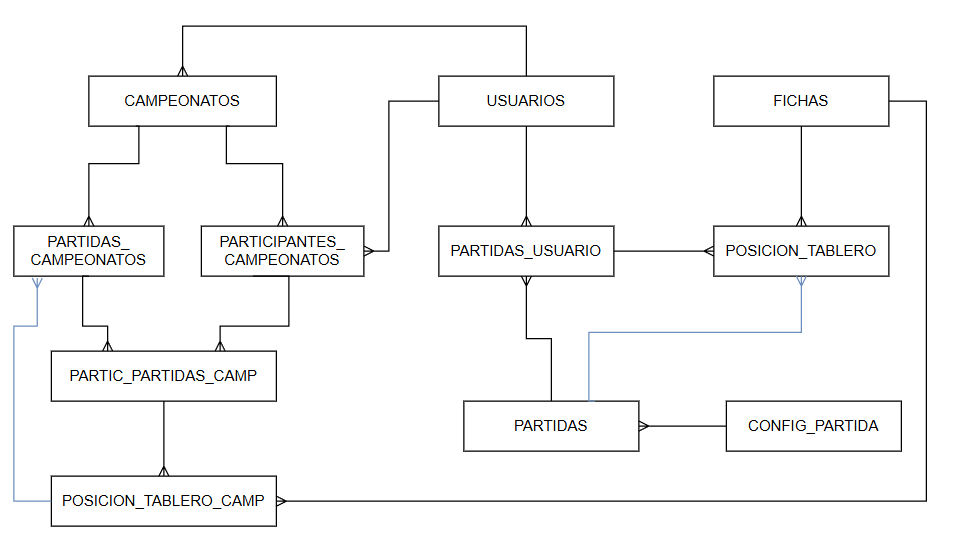 CAMPEONATOS
USUARIOS
FICHAS
PARTIDAS_
CAMPEONATOS
PARTICIPANTES_
CAMPEONATOS
PARTIDAS_USUARIO
POSICION_TABLERO
PARTIC_PARTIDAS_CAMP
PARTIDAS
CONFIG_PARTIDA
POSICION_TABLERO_CAMP